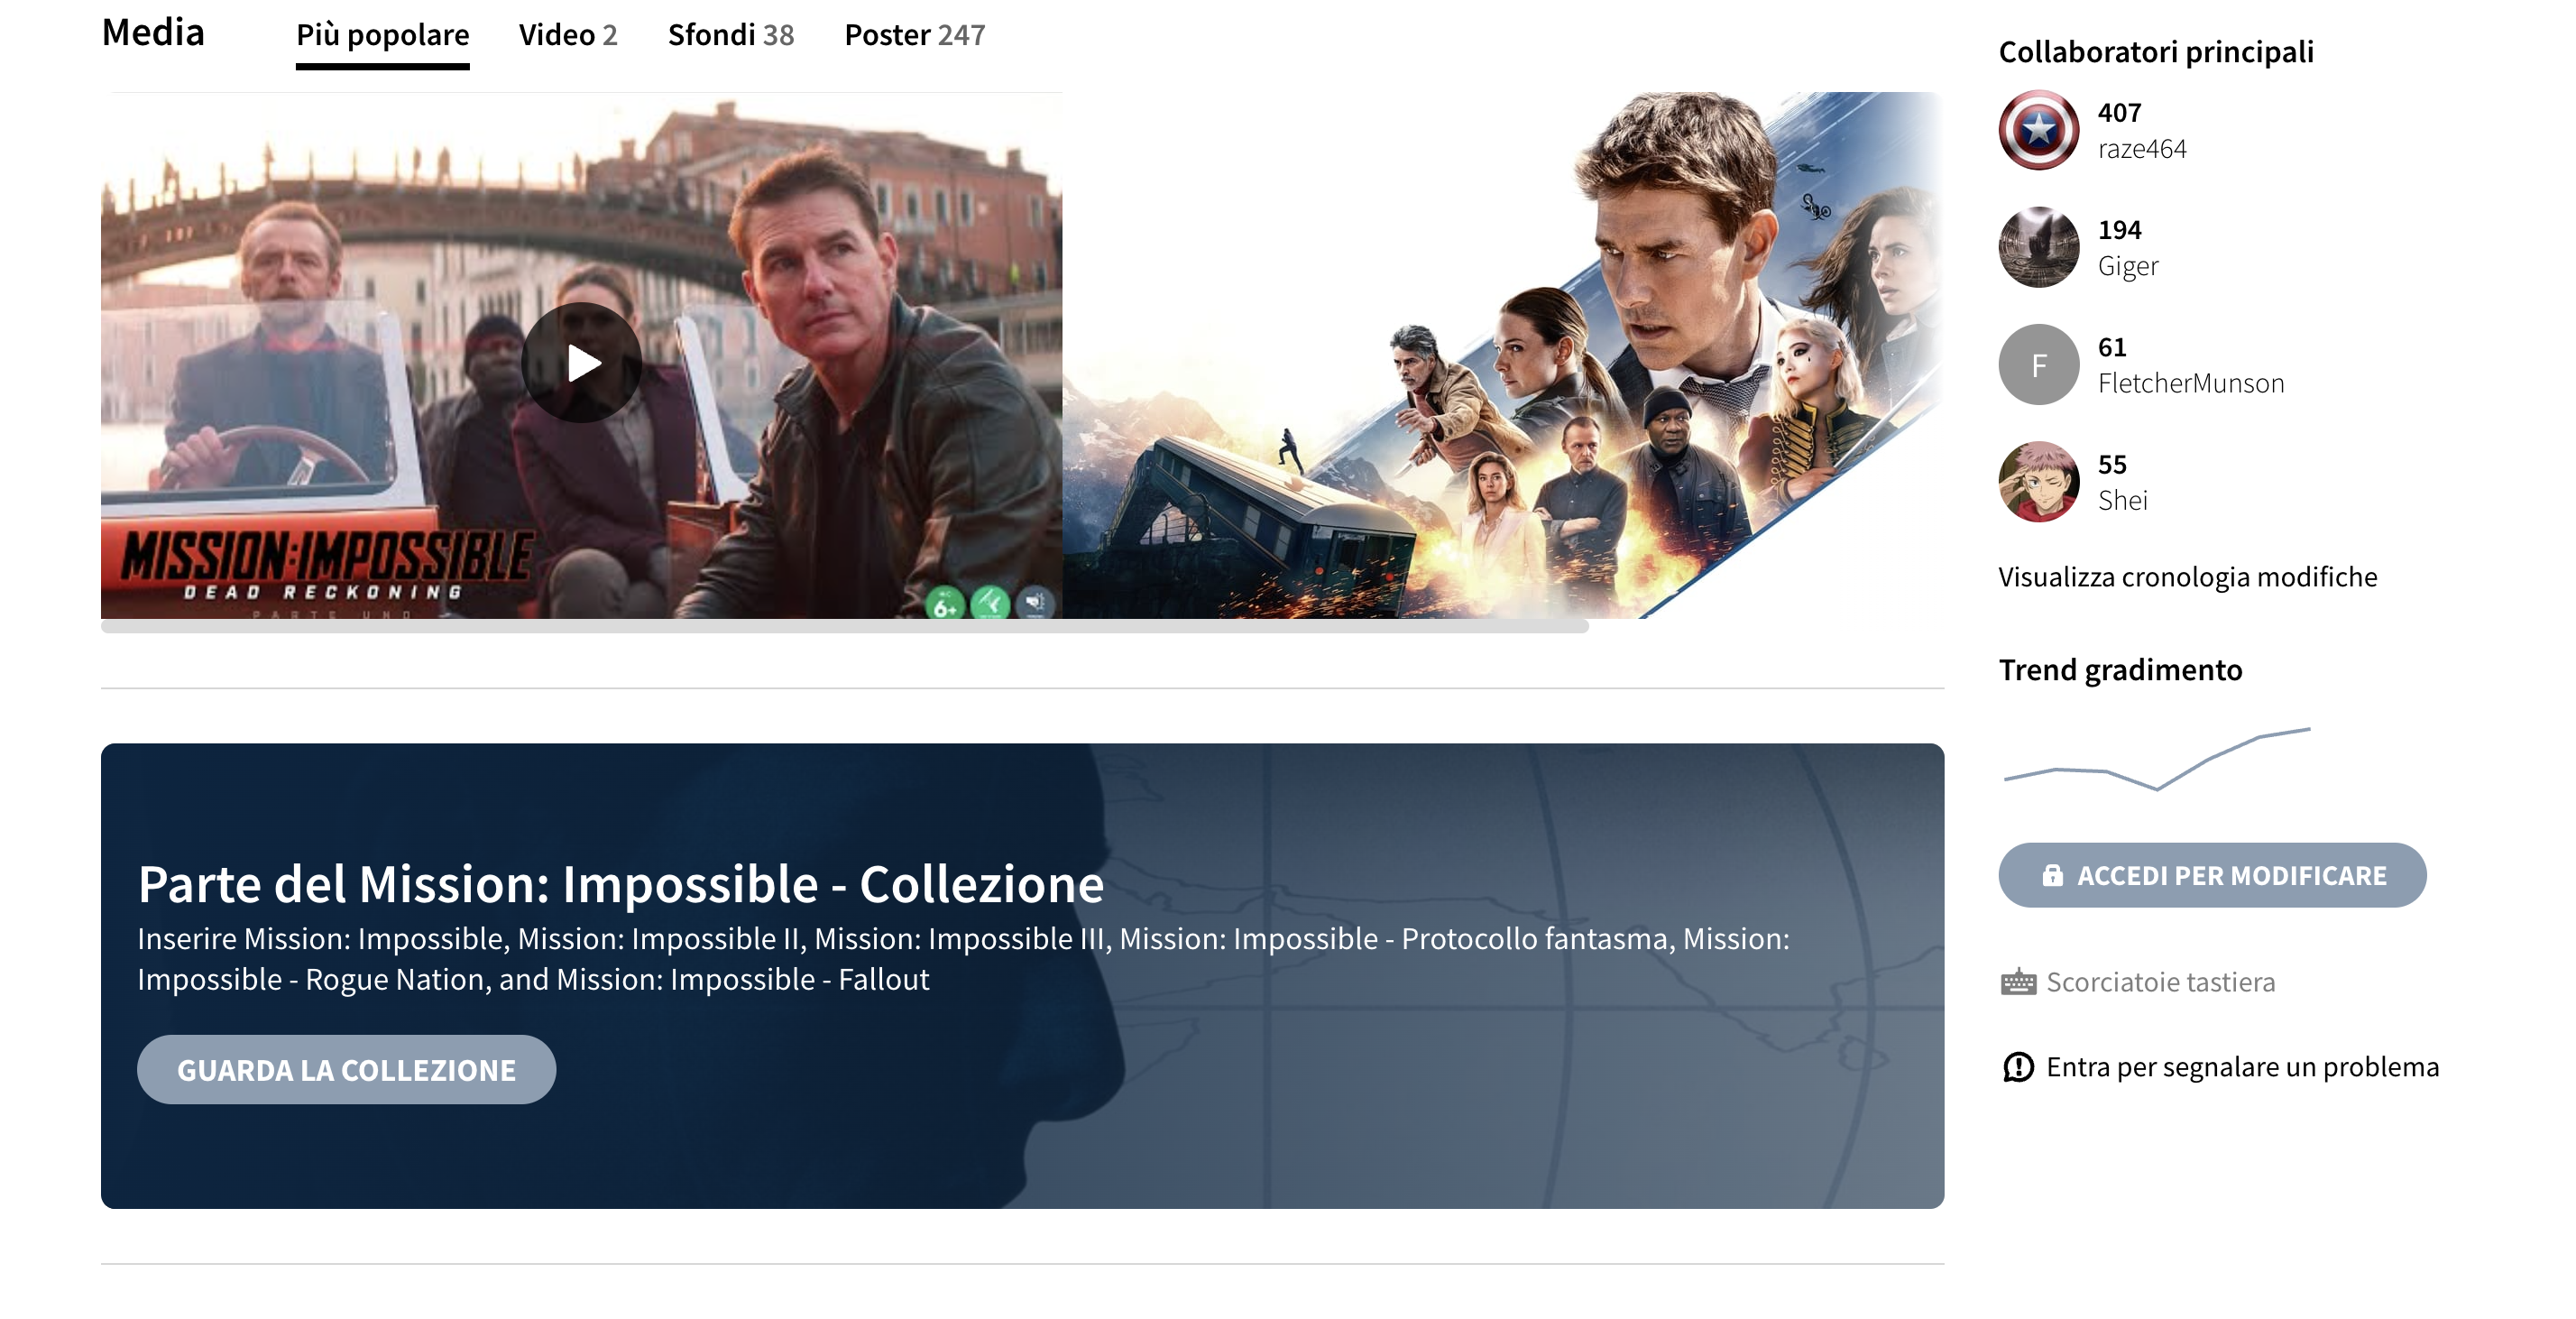 Media
Più popolare
Video 2
Sfondi 38
Poster 247
MISSION:IMPOSSIBLE
DEAD RECKONING
PARTE UNO
6+
Parte del Mission: Impossible - Collezione
Inserire Mission: Impossible, Mission: Impossible II, Mission: Impossible III, Mission: Impossible - Protocollo fantasma, Mission:
Impossible - Rogue Nation, and Mission: Impossible - Fallout
GUARDA LA COLLEZIONE
Collaboratori principali
407
raze464
194
Giger
F
61
FletcherMunson
55
Shei
Visualizza cronologia modifiche
Trend gradimento
ACCEDI PER MODIFICARE
Scorciatoie tastiera
Entra per segnalare un problema